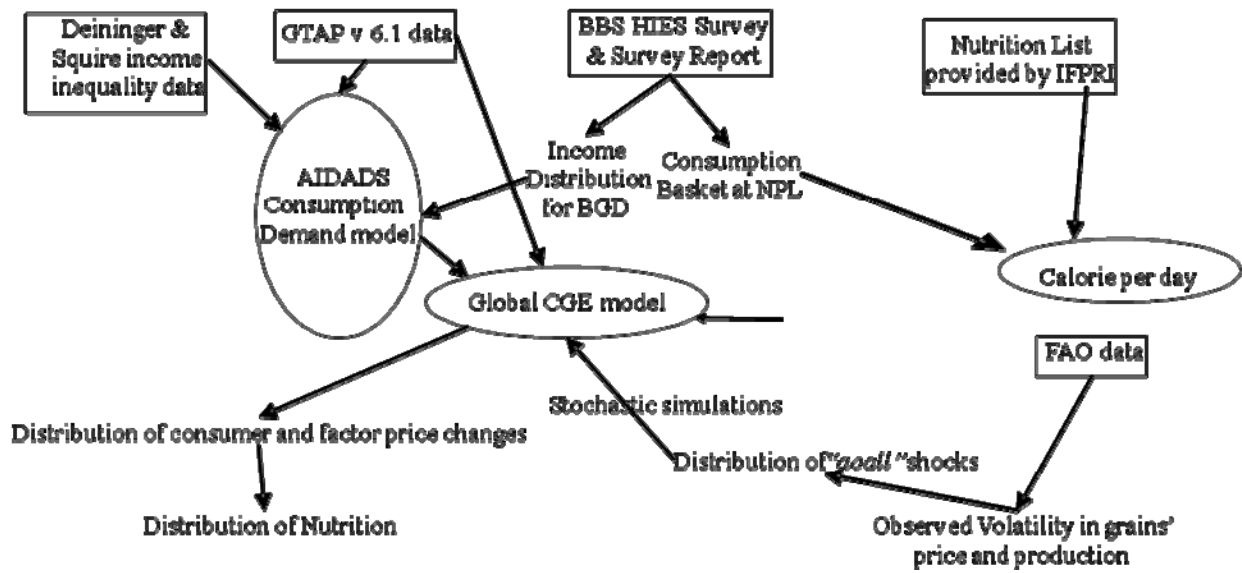 Deininger &
Squire income
inequality data
GTAP v 6.1 data
BBS HIES Survey
& Survey Report
Nutrition List
provided by IFPRI
AIDADS
Consumption
Demand model
Income
Distribution
for BGD
Consumption
Basket at NPL
Calorie per day
Global CGE model
FAO data
Stochastic simulations
Distribution of consumer and factor price changes
Distribution of "aoall" shocks
Distribution of Nutrition
Observed Volatility in grains'
price and production